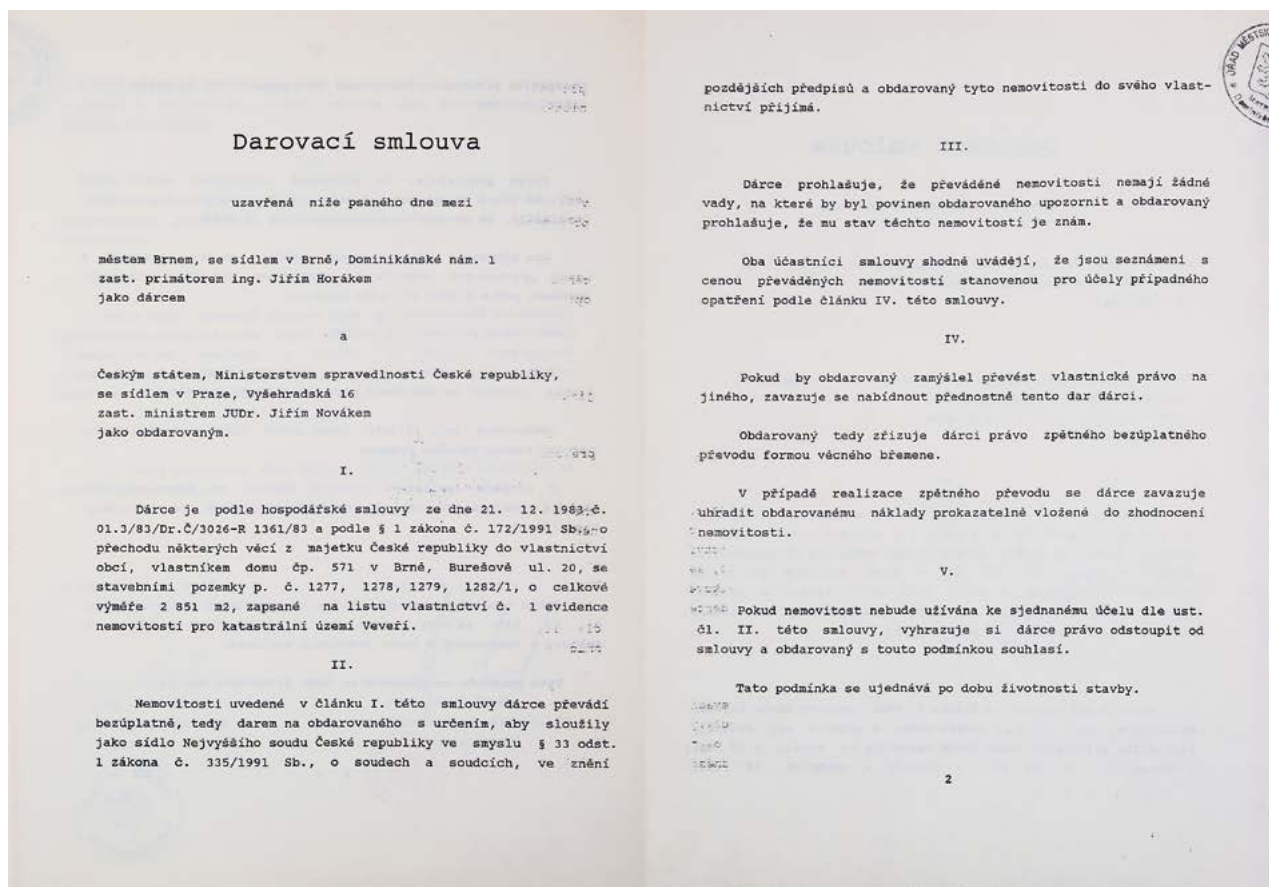 Darovací smlouva
uzavřená níže psaného dne mezi
městem Brnem, se sídlem v Brně, Dominikánské nám. 1
zast. primátorem ing. Jiřím Horákem
jako dárcem
a
Českým státem, Ministerstvem spravedlnosti České republiky,
se sídlem v Praze, Vyšehradská 16
zast. ministrem JUDr. Jiřím Novákem
jako obdarovaným.
I.
Dárce je podle hospodářské smlouvy ze dne 21. 12. 1983 č.
01.3/83/Dr.Č/3026-R 1361/83 a podle § 1 zákona č. 172/1991 Sb., o
přechodu některých věcí z majetku České republiky do vlastnictví
obcí, vlastníkem domu čp. 571 v Brně, Burešově ul. 20, se
stavebními pozemky p. č. 1277, 1278, 1279, 1282/1, o celkové
výměře 2 851 m2, zapsané na listu vlastnictví č. 1 evidence
nemovitostí pro katastrální území Veveří.
II.
Nemovitosti uvedené v článku I. této smlouvy dárce převádí
bezúplatně, tedy darem na obdarovaného s určením, aby sloužily
jako sídlo Nejvyššího soudu České republiky ve smyslu § 33 odst.
1 zákona č. 335/1991 Sb., o soudech a soudcích, ve znění
pozdějších předpisů a obdarovaný tyto nemovitosti do svého vlast-
nictví přijímá.
III.
Dárce prohlašuje, že převáděné nemovitosti nemají žádné
vady, na které by byl povinen obdarovaného upozornit a obdarovaný
prohlašuje, že mu stav těchto nemovitostí je znám.
Oba účastníci smlouvy shodně uvádějí, že jsou seznámeni s
cenou převáděných nemovitostí stanovenou pro účely případného
opatření podle článku IV. této smlouvy.
IV.
Pokud by obdarovaný zamýšlel převést vlastnické právo na
jiného, zavazuje se nabídnout přednostně tento dar dárci.
Obdarovaný tedy zřizuje dárci právo zpětného bezúplatného
převodu formou věcného břemene.
V případě realizace zpětného převodu se dárce zavazuje
uhradit obdarovanému náklady prokazatelně vložené do zhodnocení
nemovitosti.
V.
Pokud nemovitost nebude užívána ke sjednanému účelu dle ust.
čl. II. této smlouvy, vyhrazuje si dárce právo odstoupit od
smlouvy a obdarovaný s touto podmínkou souhlasí.
Tato podmínka se ujednává po dobu životnosti stavby.
2
ÚŘAD